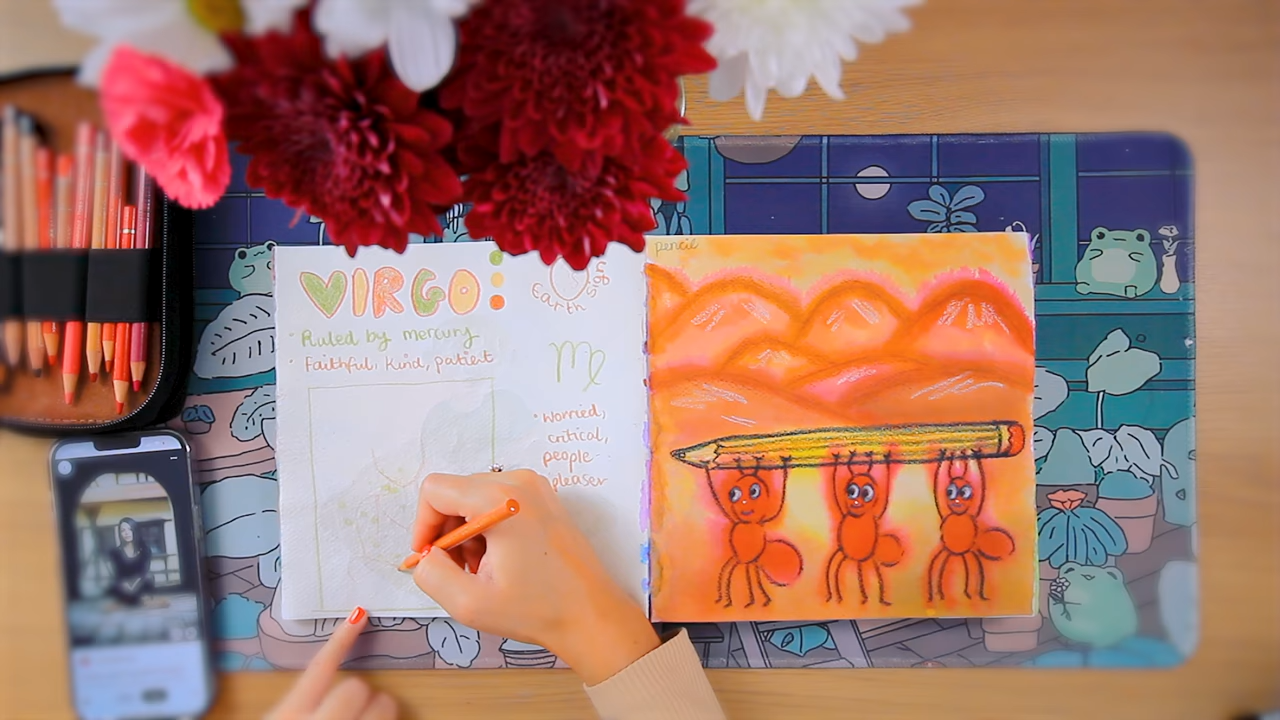 VIRGO
Earth Sign
• Ruled by mercury
• Faithful, kind, patient
• Worried,
critical,
people-
pleaser
pencil